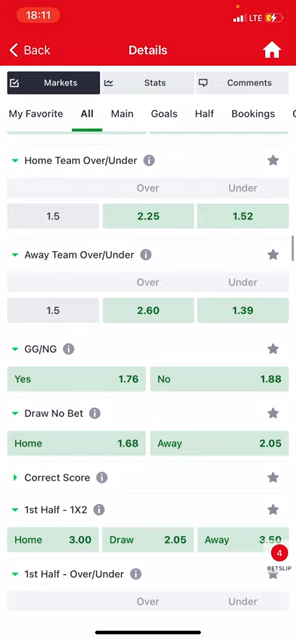 18:11
LTE
Back
Details
Markets
Stats
Comments
My Favorite All Main Goals Half Bookings
Home Team Over/Under
Over Under
1.5 2.25 1.52
Away Team Over/Under
Over Under
1.5 2.60 1.39
GG/NG
Yes 1.76 No 1.88
Draw No Bet
Home 1.68 Away 2.05
Correct Score
1st Half - 1X2
Home 3.00 Draw 2.05 Away 3.50
4
BETSLIP
1st Half - Over/Under
Over Under